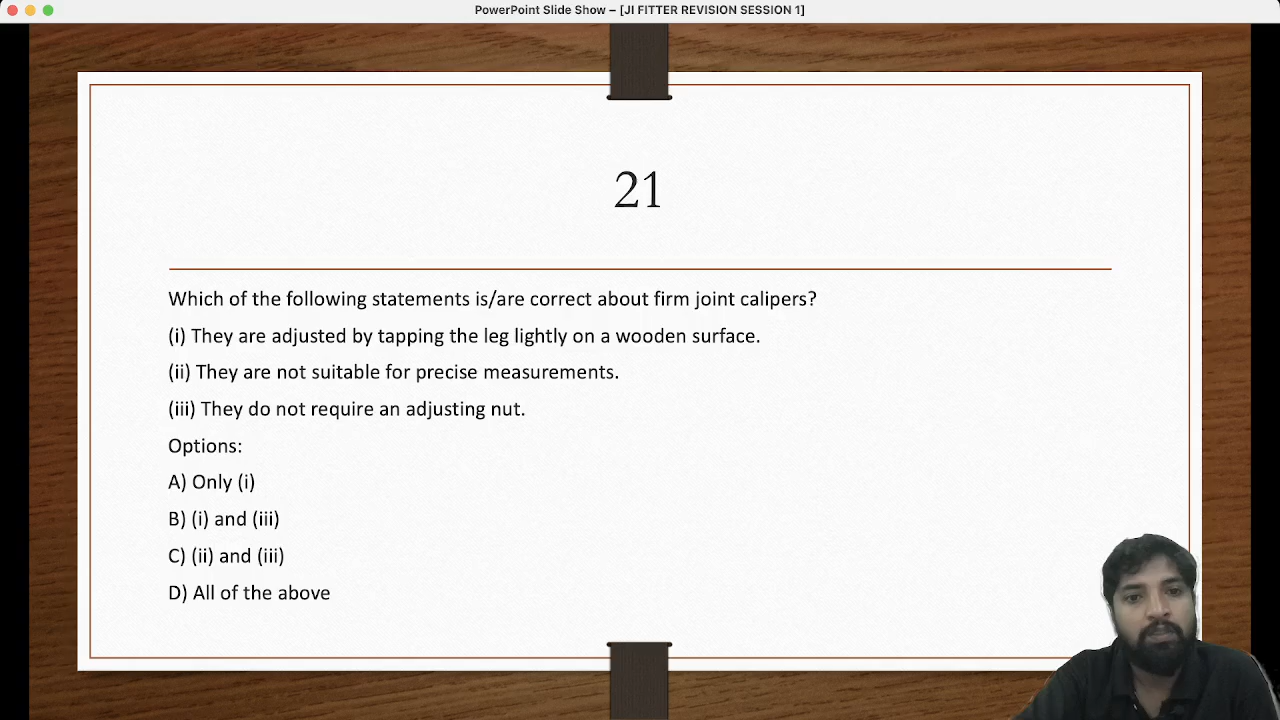 PowerPoint Slide Show – [JI FITTER REVISION SESSION 1]
21
Which of the following statements is/are correct about firm joint calipers?
(i) They are adjusted by tapping the leg lightly on a wooden surface.
(ii) They are not suitable for precise measurements.
(iii) They do not require an adjusting nut.
Options:
A) Only (i)
B) (i) and (iii)
C) (ii) and (iii)
D) All of the above